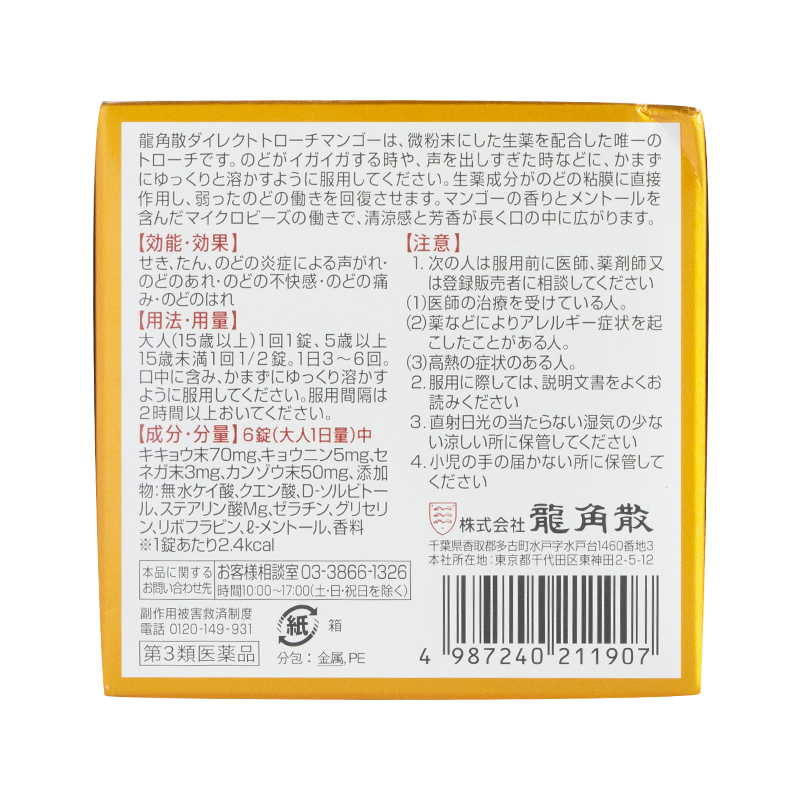 龍角散ダイレクトトローチマンゴーは、微粉末にした生薬を配合した唯一の
トローチです。のどがイガイガする時や、声を出しすぎた時などに、かまず
にゆっくりと溶かすように服用してください。生薬成分がのどの粘膜に直接
作用し、弱ったのどの働きを回復させます。マンゴーの香りとメントールを
含んだマイクロビーズの働きで、清涼感と芳香が長く口の中に広がります。
【効能・効果】
せき、たん、のどの炎症による声がれ・
のどのあれ・のどの不快感・のどの痛
み・のどのはれ
【用法・用量】
大人(15歳以上)1回1錠、5歳以上
15歳未満1回1/2錠。1日3～6回。
口中に含み、かまずにゆっくり溶かす
ように服用してください。服用間隔は
2時間以上おいてください。
【成分・分量】6錠(大人1日量)中
キキョウ末70mg、キョウニン5mg、セ
ネガ末3mg、カンゾウ末50mg、添加
物:無水ケイ酸、クエン酸、D-ソルビトー
ル、ステアリン酸Mg、ゼラチン、グリセリ
ン、リボフラビン、ℓ-メントール、香料
※1錠あたり2.4kcal
【注意】
1. 次の人は服用前に医師、薬剤師又
は登録販売者に相談してください
(1)医師の治療を受けている人。
(2)薬などによりアレルギー症状を起
こしたことがある人。
(3)高熱の症状のある人。
2. 服用に際しては、説明文書をよくお
読みください
3. 直射日光の当たらない湿気の少な
い涼しい所に保管してください
4. 小児の手の届かない所に保管して
ください
株式会社 龍角散
千葉県香取郡多古町水戸字水戸台1460番地3
本社所在地:東京都千代田区東神田2-5-12
本品に関する
お問い合わせ先
お客様相談室 03-3866-1326
時間10:00～17:00(土・日・祝日を除く)
副作用被害救済制度
電話 0120-149-931
第3類医薬品
紙 箱
分包:金属,PE
4 987240 211907